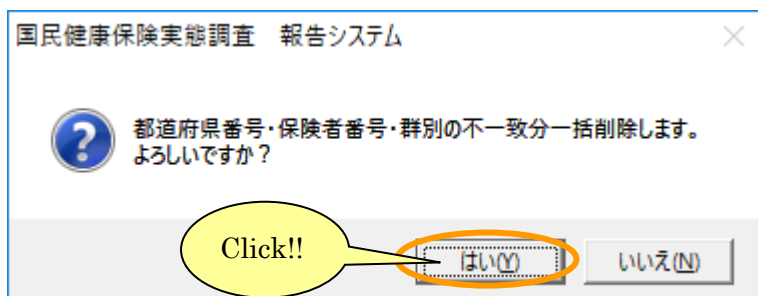 国民健康保険実態調査　報告システム
都道府県番号・保険者番号・群別の不一致分一括削除します。
よろしいですか？
Click!!
はい(Y)
いいえ(N)